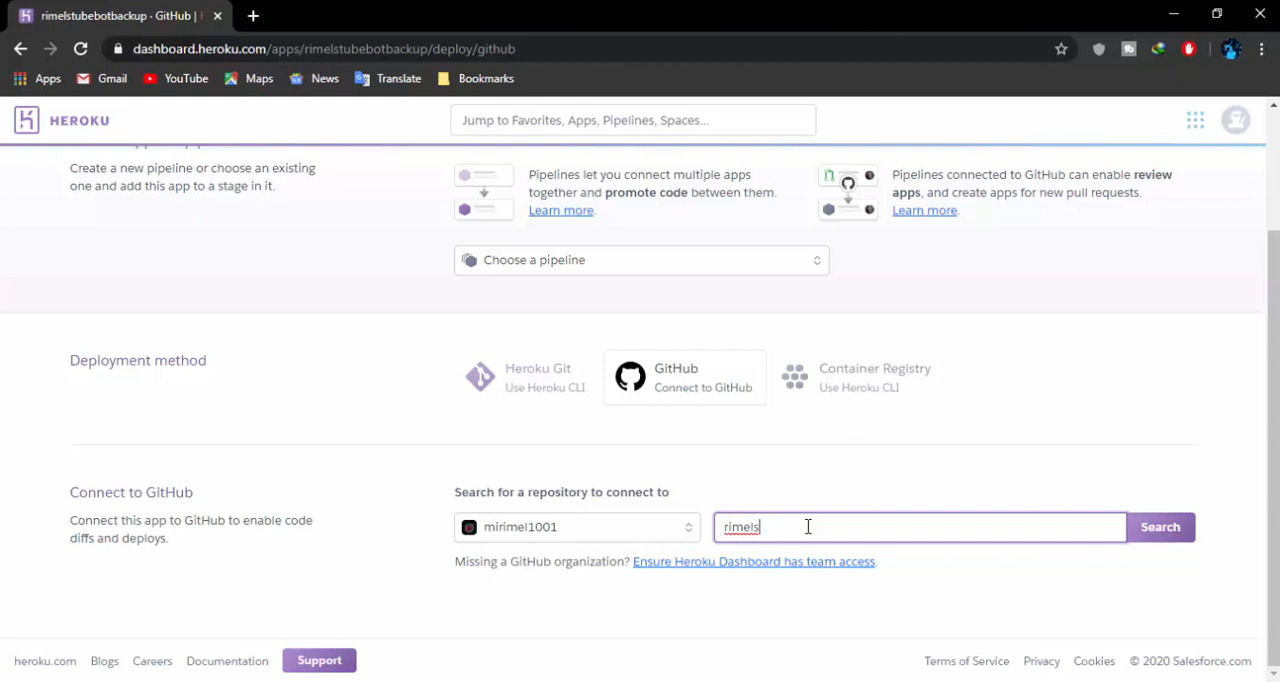 rimelstubebotbackup · GitHub |
dashboard.heroku.com/apps/rimelstubebotbackup/deploy/github
Apps Gmail YouTube Maps News Translate Bookmarks
HEROKU
Jump to Favorites, Apps, Pipelines, Spaces...
Create a new pipeline or choose an existing
one and add this app to a stage in it.
Pipelines let you connect multiple apps
together and promote code between them.
Learn more.
Pipelines connected to GitHub can enable review
apps, and create apps for new pull requests.
Learn more.
Choose a pipeline
Deployment method
Heroku Git
Use Heroku CLI
GitHub
Connect to GitHub
Container Registry
Use Heroku CLI
Connect to GitHub
Connect this app to GitHub to enable code
diffs and deploys.
Search for a repository to connect to
mirimel1001
rimels
Search
Missing a GitHub organization? Ensure Heroku Dashboard has team access.
heroku.com Blogs Careers Documentation Support
Terms of Service Privacy Cookies © 2020 Salesforce.com